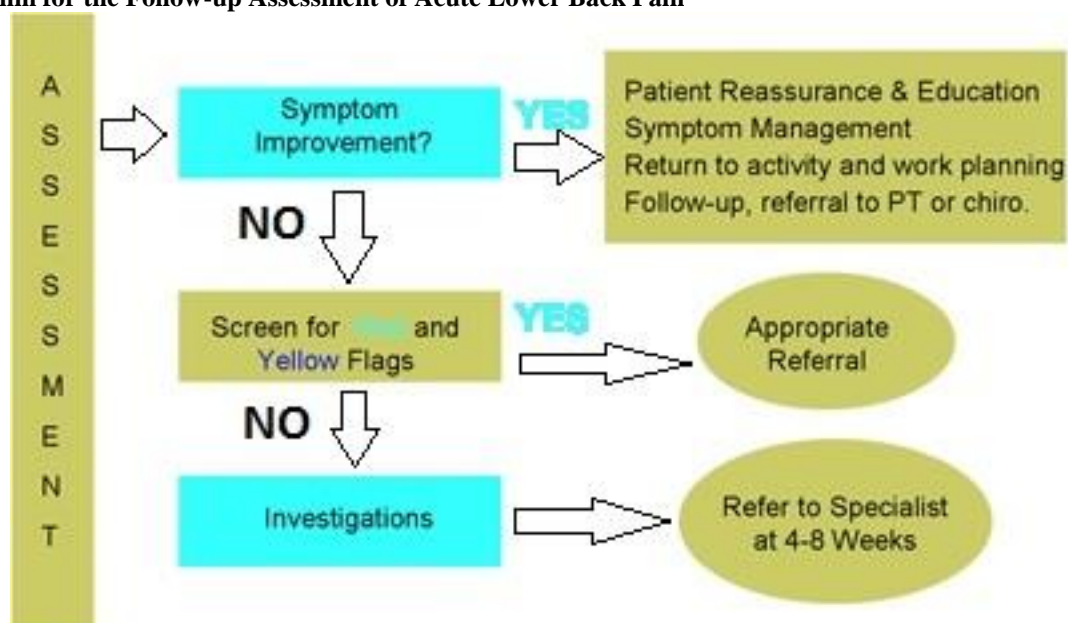 for the Follow-up Assessment of Acute Lower Back Pain
ASSESSMENT
Symptom
Improvement?
YES
Patient Reassurance & Education
Symptom Management
Return to activity and work planning
Follow-up, referral to PT or chiro.
NO
Screen for and
Yellow Flags
YES
Appropriate
Referral
NO
Investigations
Refer to Specialist
at 4-8 Weeks